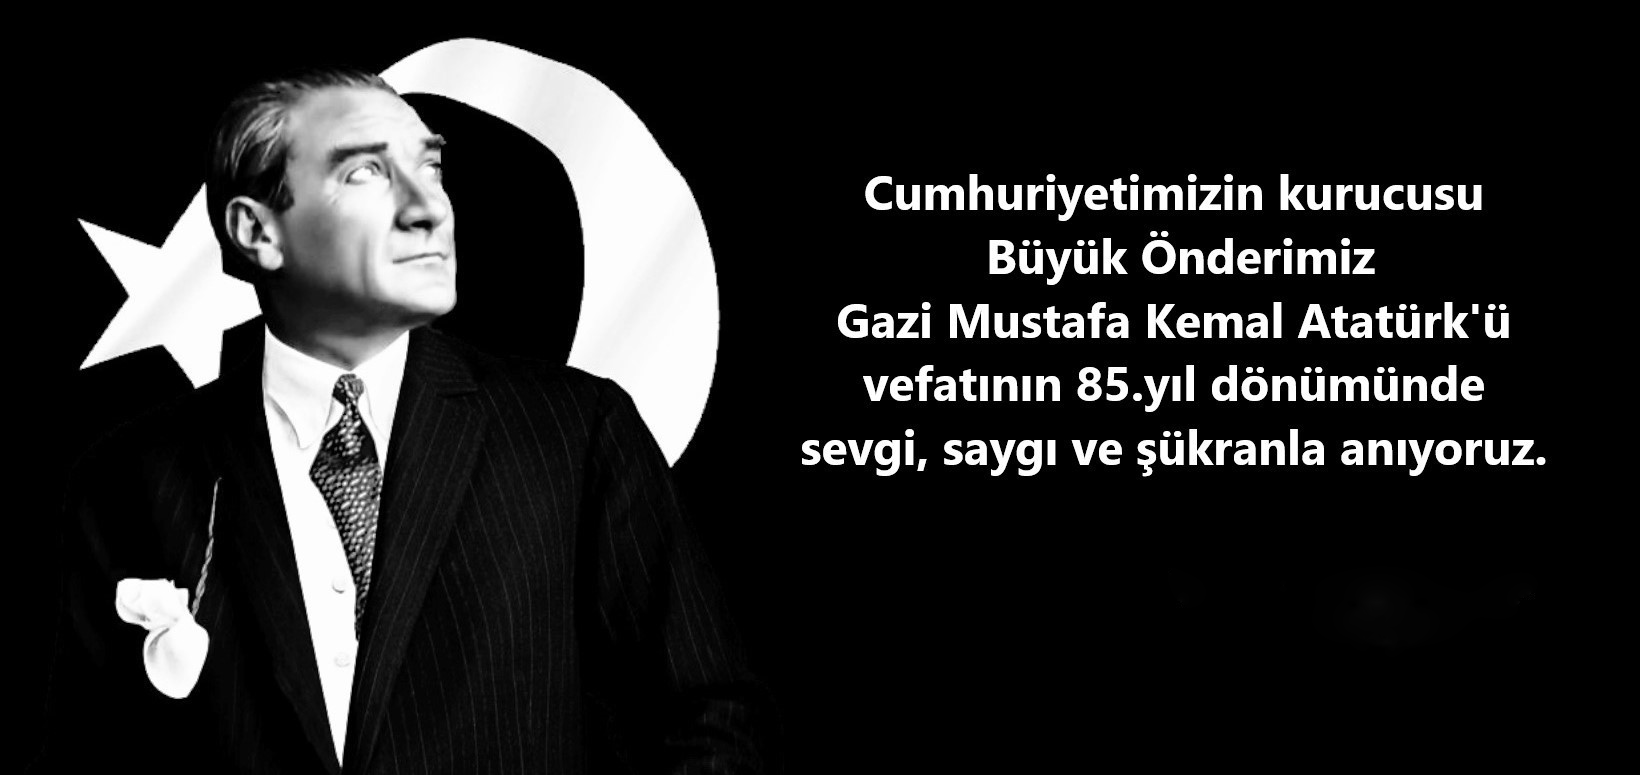 Cumhuriyetimizin kurucusu
Büyük Önderimiz
Gazi Mustafa Kemal Atatürk'ü
vefatının 85.yıl dönümünde
sevgi, saygı ve şükranla anıyoruz.